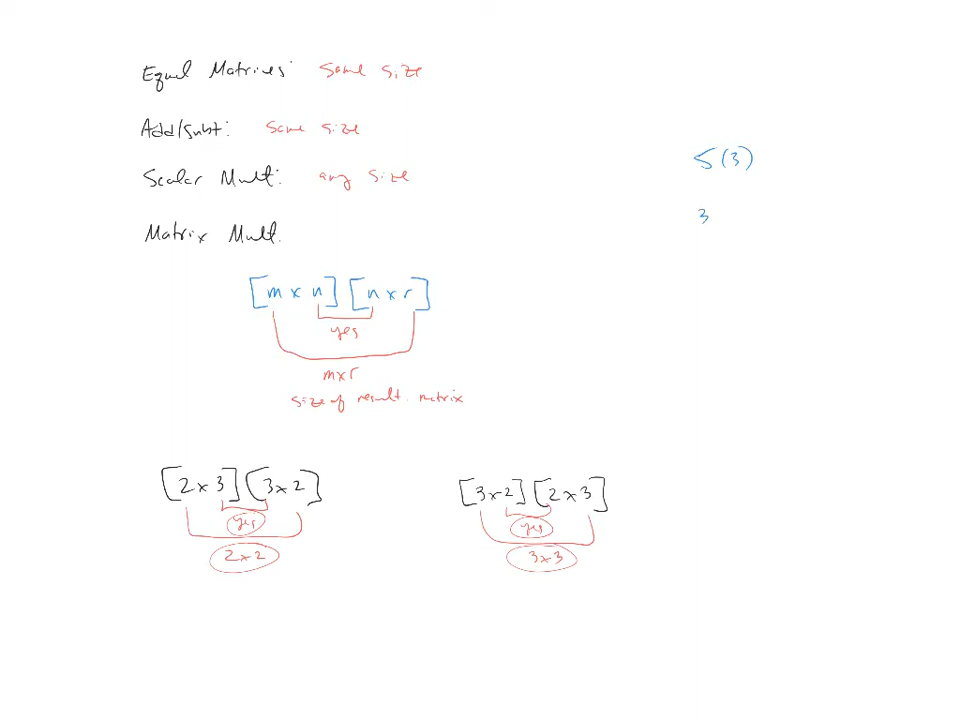 Equal Matrices: Same size
Add/Subt: Same size
Scalar Mult: any size
Matrix Mult.
[m x n] [n x r]
yes
mxr
size of result. matrix
[2 x 3] [3 x 2]
yes
2 x 2
[3 x 2] [2 x 3]
yes
3 x 3
5(3)
3